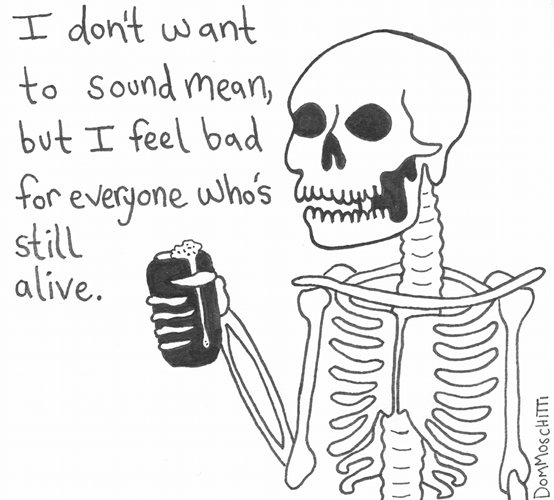 I don't want
to sound mean,
but I feel bad
for everyone who's
still
alive.
DomMoschitti